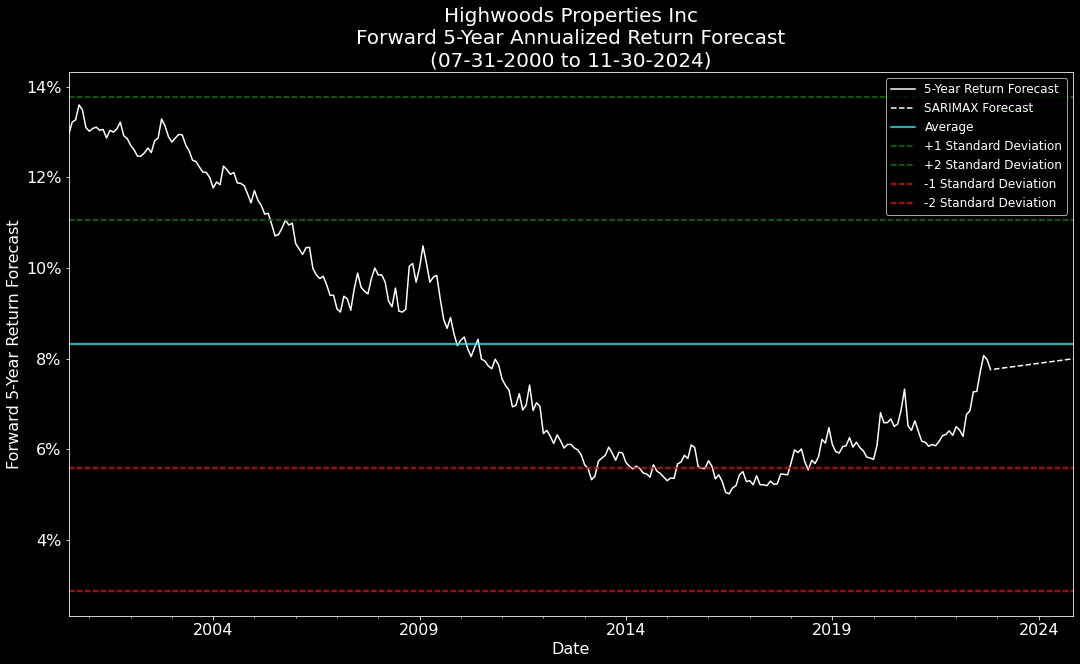 Highwoods Properties Inc
Forward 5-Year Annualized Return Forecast
(07-31-2000 to 11-30-2024)
5-Year Return Forecast
SARIMAX Forecast
Average
+1 Standard Deviation
+2 Standard Deviation
-1 Standard Deviation
-2 Standard Deviation
Forward 5-Year Return Forecast
14%
12%
10%
8%
6%
4%
2004
2009
2014
2019
2024
Date